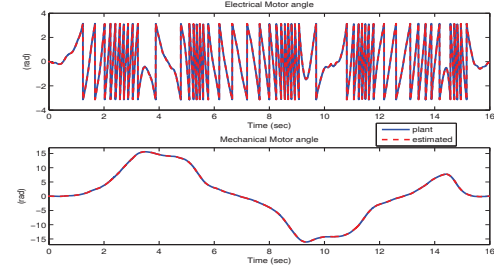 Electrical Motor angle
4
2
0
−2
−4
(rad)
0 2 4 6 8 10 12 14 16
Time (sec)
plant
estimated
Mechanical Motor angle
15
10
5
0
−5
−10
−15
(rad)
0 2 4 6 8 10 12 14 16
Time (sec)